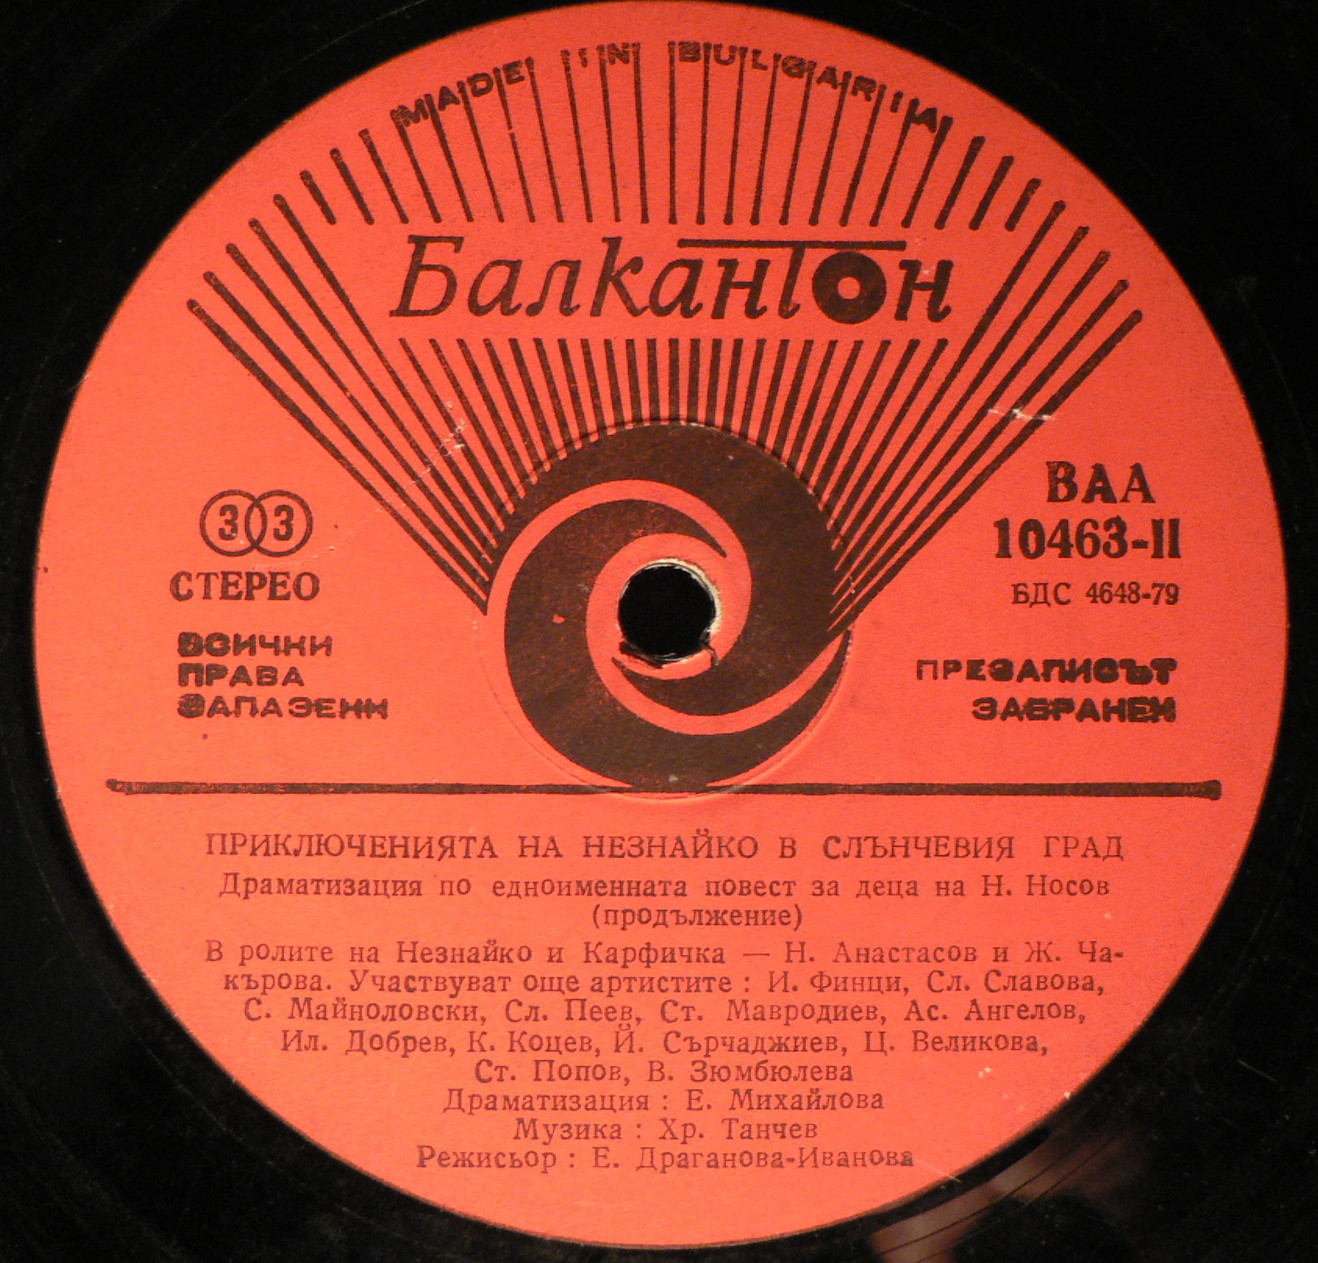 MADE IN BULGARIA
Балкантон
33
СТЕРЕО
ВСИЧКИ
ПРАВА
ЗАПАЗЕНИ
ВАА
10463-II
БДС 4648-79
ПРЕЗАПИСЪТ
ЗАБРАНЕН
ПРИКЛЮЧЕНИЯТА НА НЕЗНАЙКО В СЛЪНЧЕВИЯ ГРАД
Драматизация по едноименната повест за деца на Н. Носов
(продължение)
В ролите на Незнайко и Карфичка — Н. Анастасов и Ж. Ча-
кърова. Участвуват още артистите : И. Финци, Сл. Славова,
С. Майноловски, Сл. Пеев, Ст. Мавродиев, Ас. Ангелов,
Ил. Добрев, К. Коцев, Й. Сърчаджиев, Ц. Великова,
Ст. Попов, В. Зюмбюлева
Драматизация : Е. Михайлова
Музика : Хр. Танчев
Режисьор : Е. Драганова-Иванова